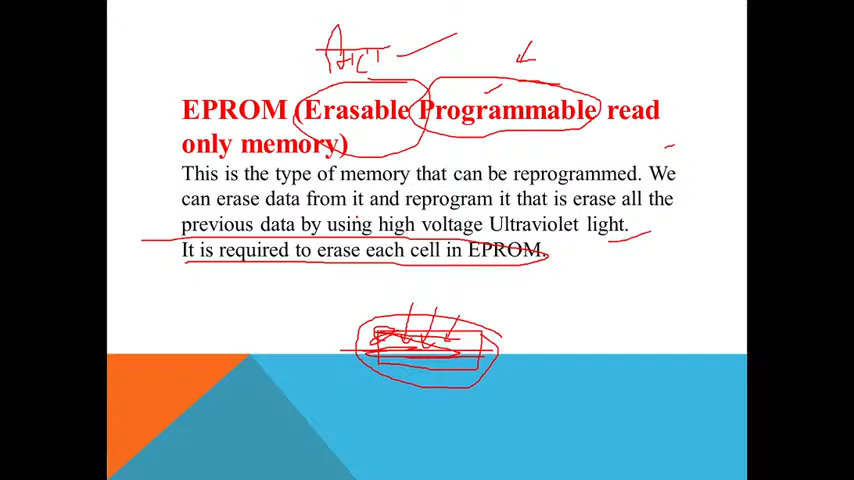 EPROM (Erasable Programmable read
only memory)
This is the type of memory that can be reprogrammed. We
can erase data from it and reprogram it that is erase all the
previous data by using high voltage Ultraviolet light.
It is required to erase each cell in EPROM.